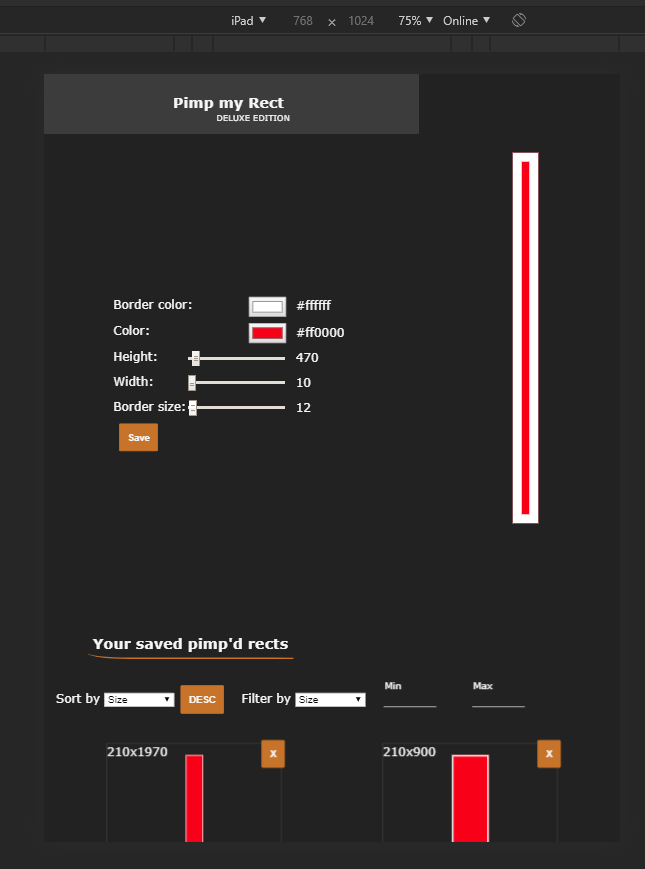 iPad ▼ 768 × 1024 75% ▼ Online ▼
Pimp my Rect
DELUXE EDITION
Border color: #ffffff
Color: #ff0000
Height: 470
Width: 10
Border size: 12
Save
Your saved pimp'd rects
Min Max
Sort by Size DESC Filter by Size
210x1970 x 210x900 x